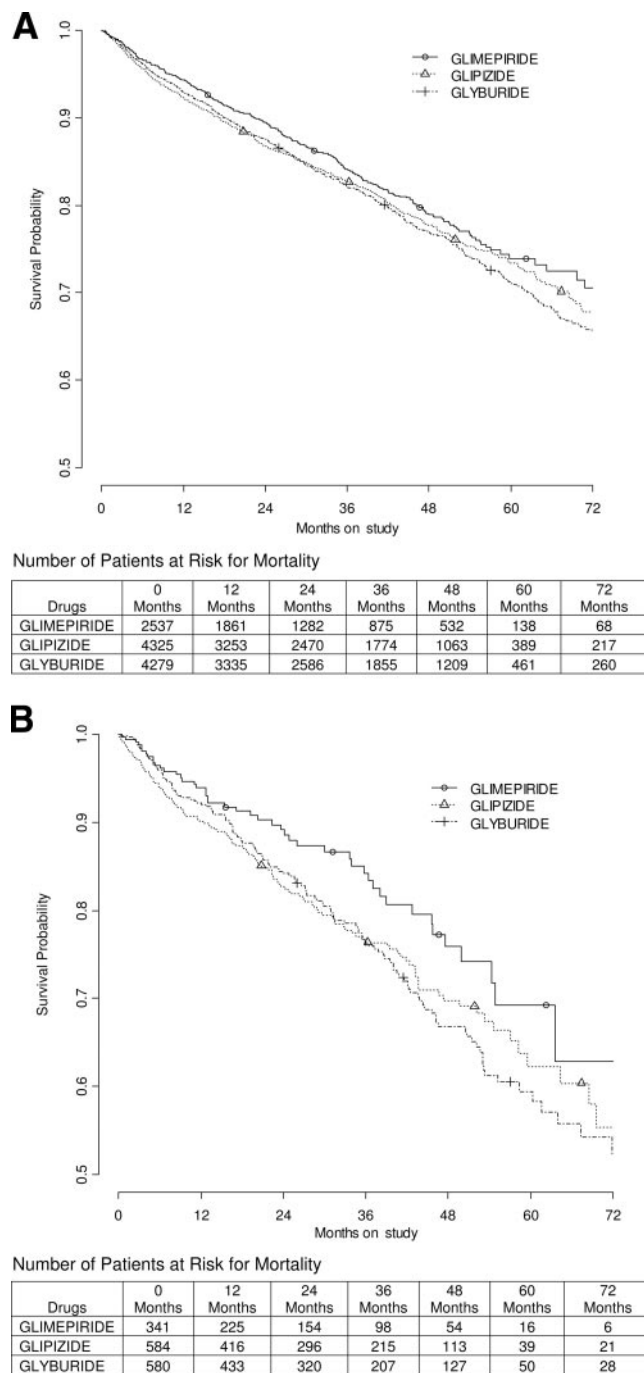 A
GLIMEPIRIDE
GLIPIZIDE
GLYBURIDE
Survival Probability
1.0
0.9
0.8
0.7
0.6
0.5
0 12 24 36 48 60 72
Months on study
Number of Patients at Risk for Mortality
Drugs 0 Months 12 Months 24 Months 36 Months 48 Months 60 Months 72 Months
GLIMEPIRIDE 2537 1861 1282 875 532 138 68
GLIPIZIDE 4325 3253 2470 1774 1063 389 217
GLYBURIDE 4279 3335 2586 1855 1209 461 260
B
GLIMEPIRIDE
GLIPIZIDE
GLYBURIDE
Survival Probability
1.0
0.9
0.8
0.7
0.6
0.5
0 12 24 36 48 60 72
Months on study
Number of Patients at Risk for Mortality
Drugs 0 Months 12 Months 24 Months 36 Months 48 Months 60 Months 72 Months
GLIMEPIRIDE 341 225 154 98 54 16 6
GLIPIZIDE 584 416 296 215 113 39 21
GLYBURIDE 580 433 320 207 127 50 28